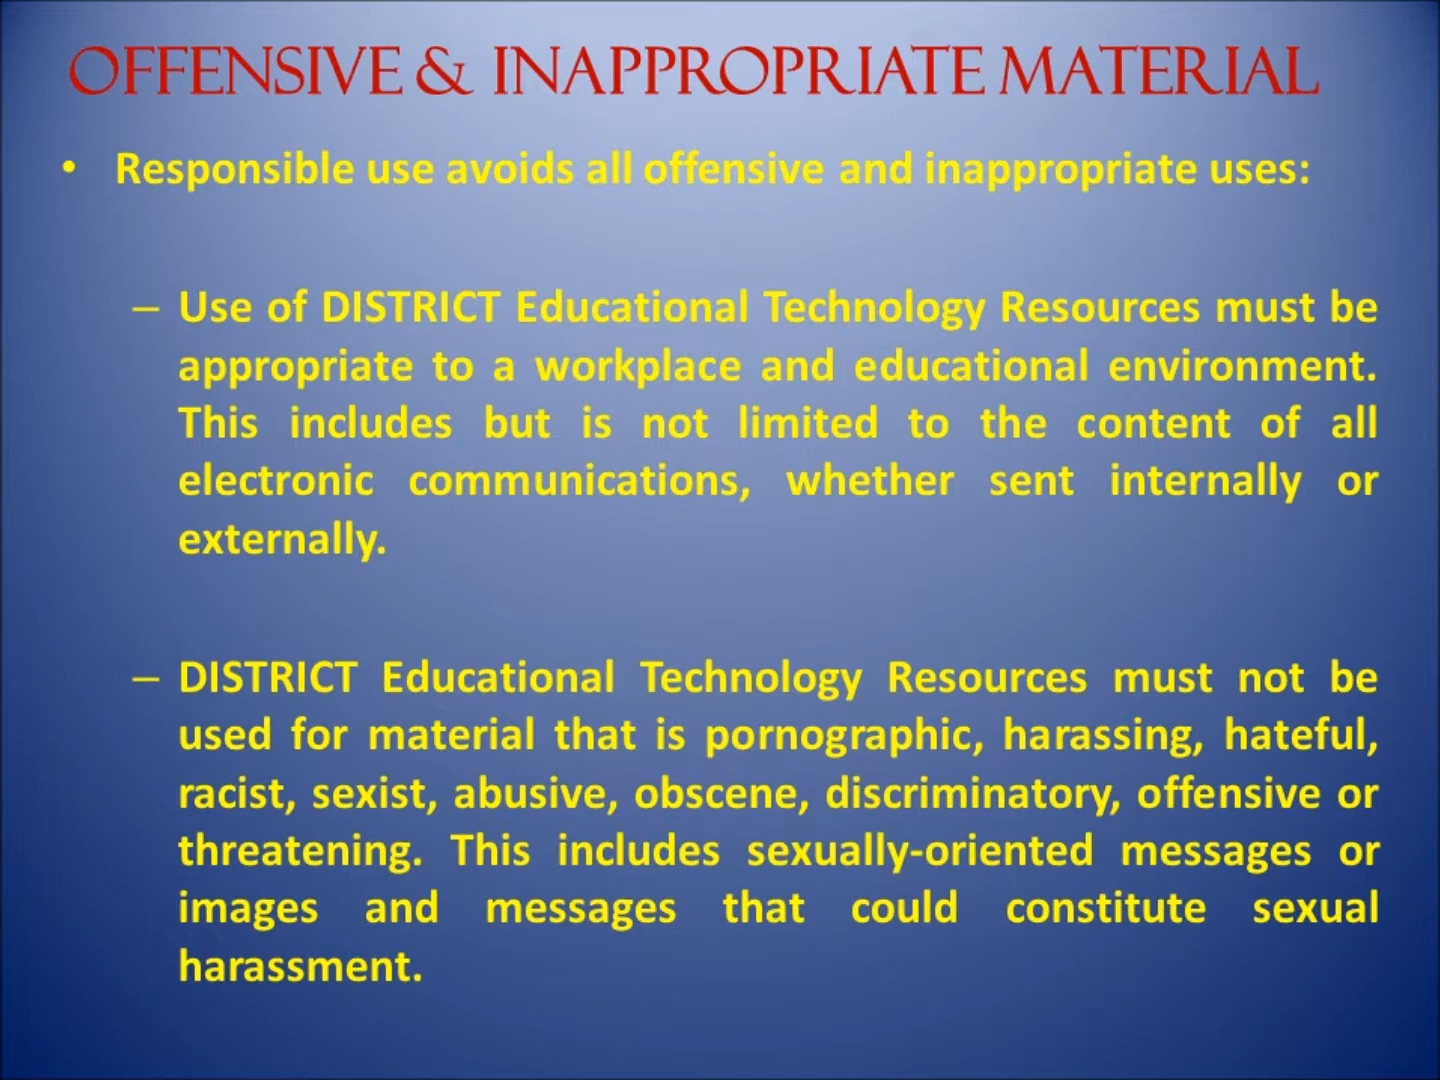 OFFENSIVE & INAPPROPRIATE MATERIAL
• Responsible use avoids all offensive and inappropriate uses:
– Use of DISTRICT Educational Technology Resources must be
appropriate to a workplace and educational environment.
This includes but is not limited to the content of all
electronic communications, whether sent internally or
externally.
– DISTRICT Educational Technology Resources must not be
used for material that is pornographic, harassing, hateful,
racist, sexist, abusive, obscene, discriminatory, offensive or
threatening. This includes sexually-oriented messages or
images and messages that could constitute sexual
harassment.